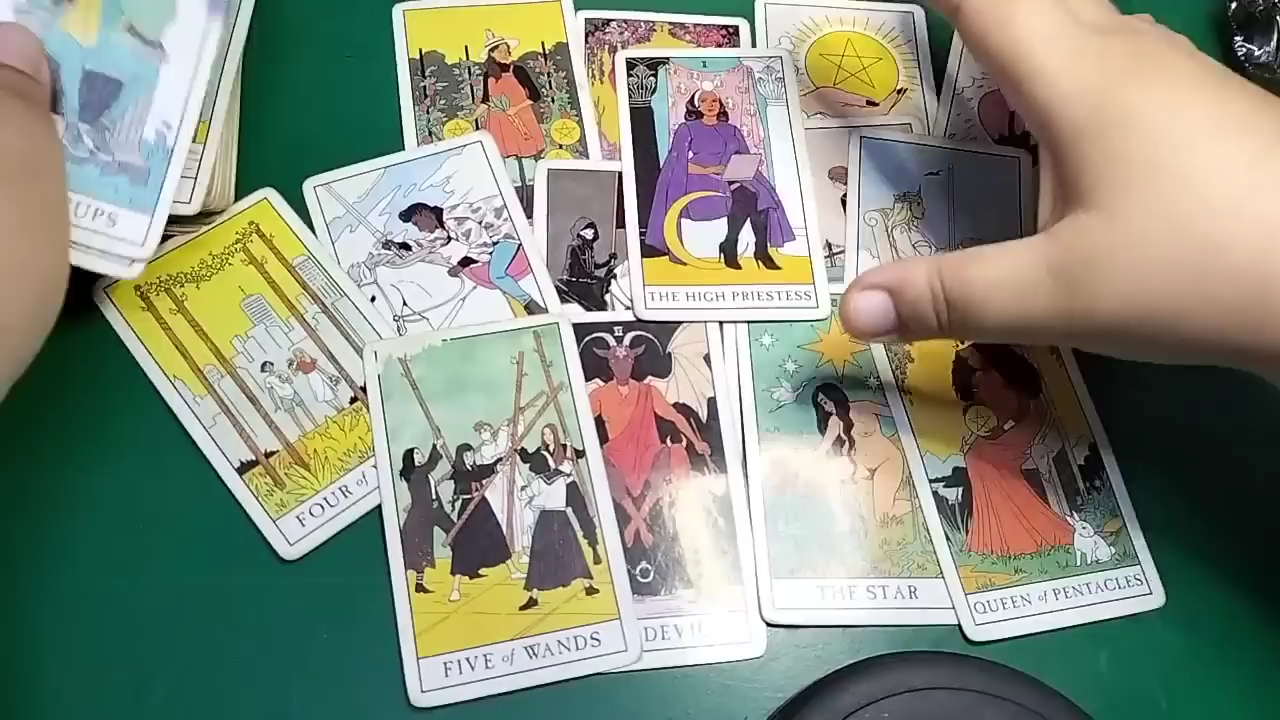 UPS
THE HIGH PRIESTESS
FOUR of
FIVE of WANDS
DEVI
THE STAR
QUEEN of PENTACLES